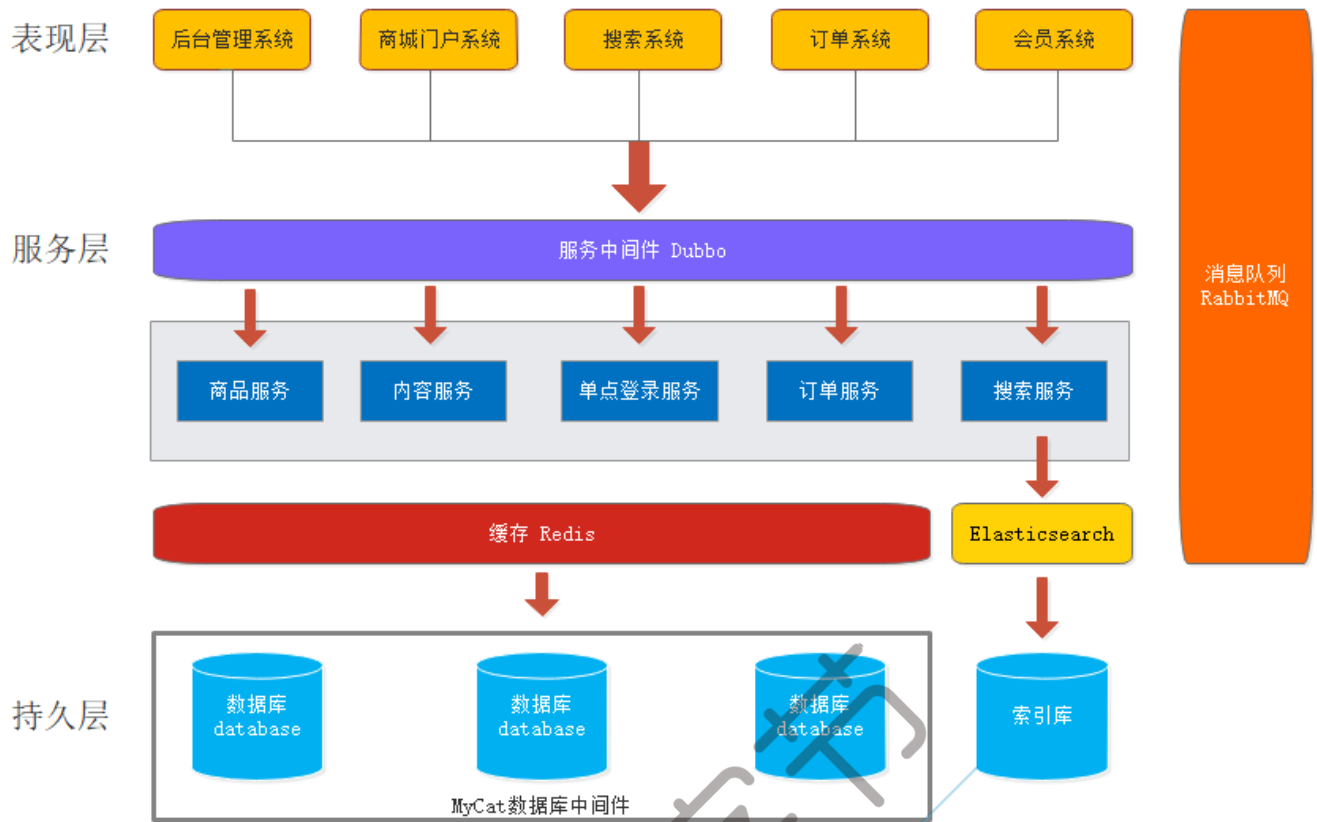 表现层
后台管理系统
商城门户系统
搜索系统
订单系统
会员系统
消息队列
RabbitMQ
服务层
服务中间件 Dubbo
商品服务
内容服务
单点登录服务
订单服务
搜索服务
缓存 Redis
Elasticsearch
持久层
数据库
database
数据库
database
数据库
database
索引库
MyCat数据库中间件